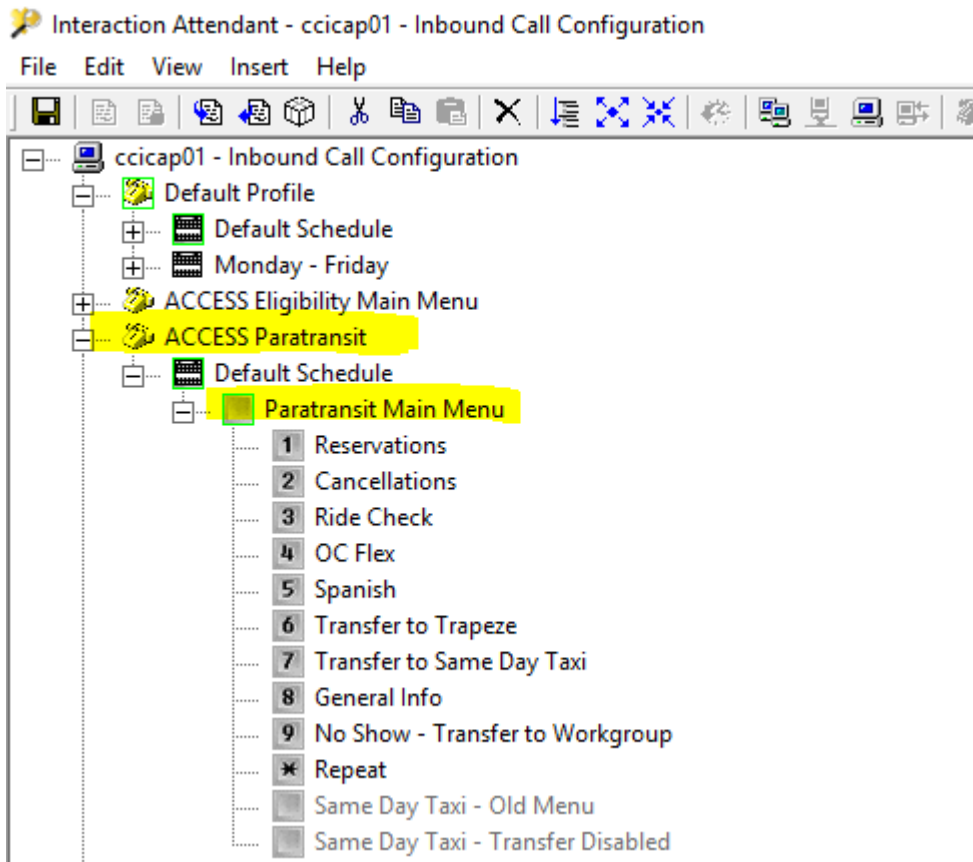 Interaction Attendant - ccicap01 - Inbound Call Configuration
File Edit View Insert Help
ccicap01 - Inbound Call Configuration
Default Profile
Default Schedule
Monday - Friday
ACCESS Eligibility Main Menu
ACCESS Paratransit
Default Schedule
Paratransit Main Menu
1 Reservations
2 Cancellations
3 Ride Check
4 OC Flex
5 Spanish
6 Transfer to Trapeze
7 Transfer to Same Day Taxi
8 General Info
9 No Show - Transfer to Workgroup
* Repeat
Same Day Taxi - Old Menu
Same Day Taxi - Transfer Disabled